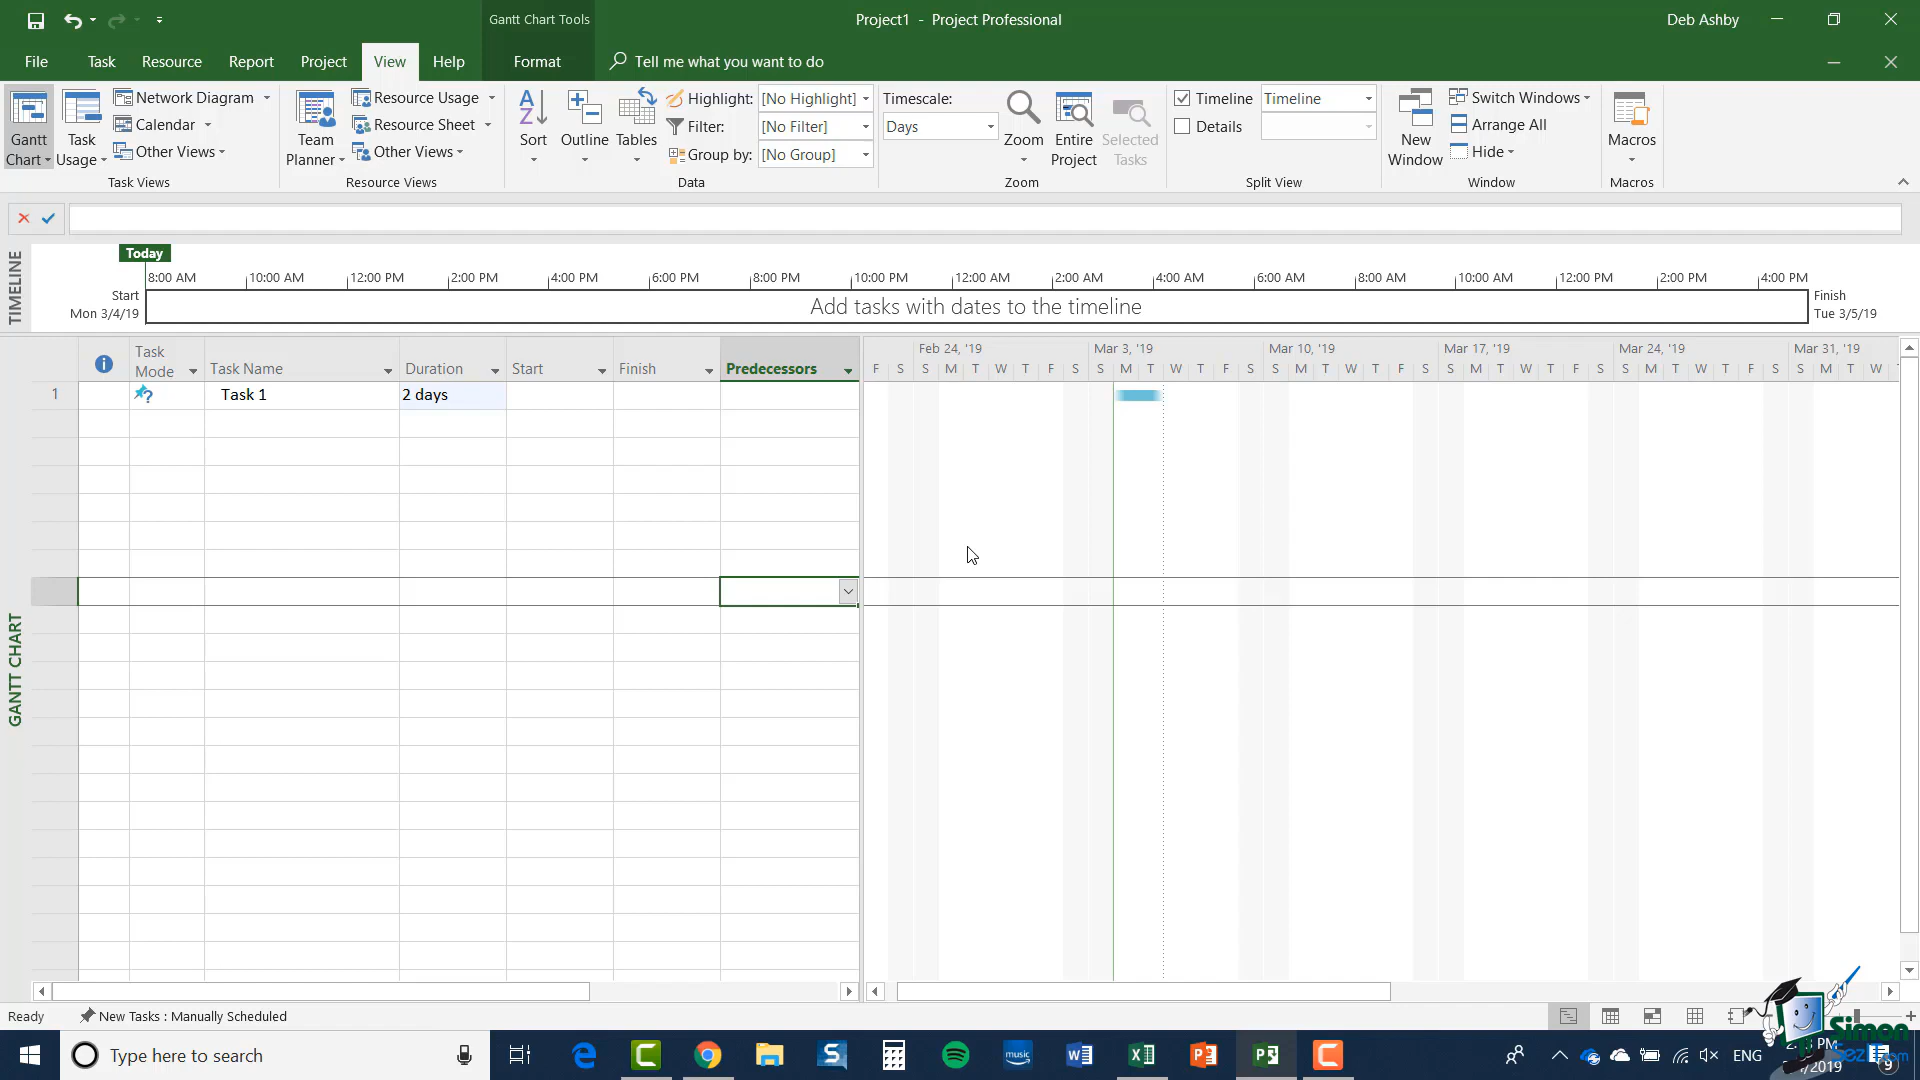 Gantt Chart Tools
Project1 - Project Professional
Deb Ashby
File Task Resource Report Project View Help Format Tell me what you want to do
Gantt Chart
Task Usage
Network Diagram
Calendar
Other Views
Task Views
Team Planner
Resource Usage
Resource Sheet
Other Views
Resource Views
Sort
Outline
Tables
Highlight: [No Highlight]
Filter: [No Filter]
Group by: [No Group]
Data
Timescale:
Days
Zoom
Entire Project
Selected Tasks
Zoom
Timeline Timeline
Details
Split View
New Window
Switch Windows
Arrange All
Hide
Window
Macros
Macros
TIMELINE
Today
8:00 AM 10:00 AM 12:00 PM 2:00 PM 4:00 PM 6:00 PM 8:00 PM 10:00 PM 12:00 AM 2:00 AM 4:00 AM 6:00 AM 8:00 AM 10:00 AM 12:00 PM 2:00 PM 4:00 PM
Start
Mon 3/4/19
Add tasks with dates to the timeline
Finish
Tue 3/5/19
Task Mode Task Name Duration Start Finish Predecessors
Feb 24, '19 Mar 3, '19 Mar 10, '19 Mar 17, '19 Mar 24, '19 Mar 31, '19
F S S M T W T F S S M T W T F S S M T W T F S S M T W T F S S M T W T F S S M T W
1 Task 1 2 days
GANTT CHART
Ready New Tasks : Manually Scheduled
Type here to search
music
ENG
PM
/2019
9
Simon
SezIT.com